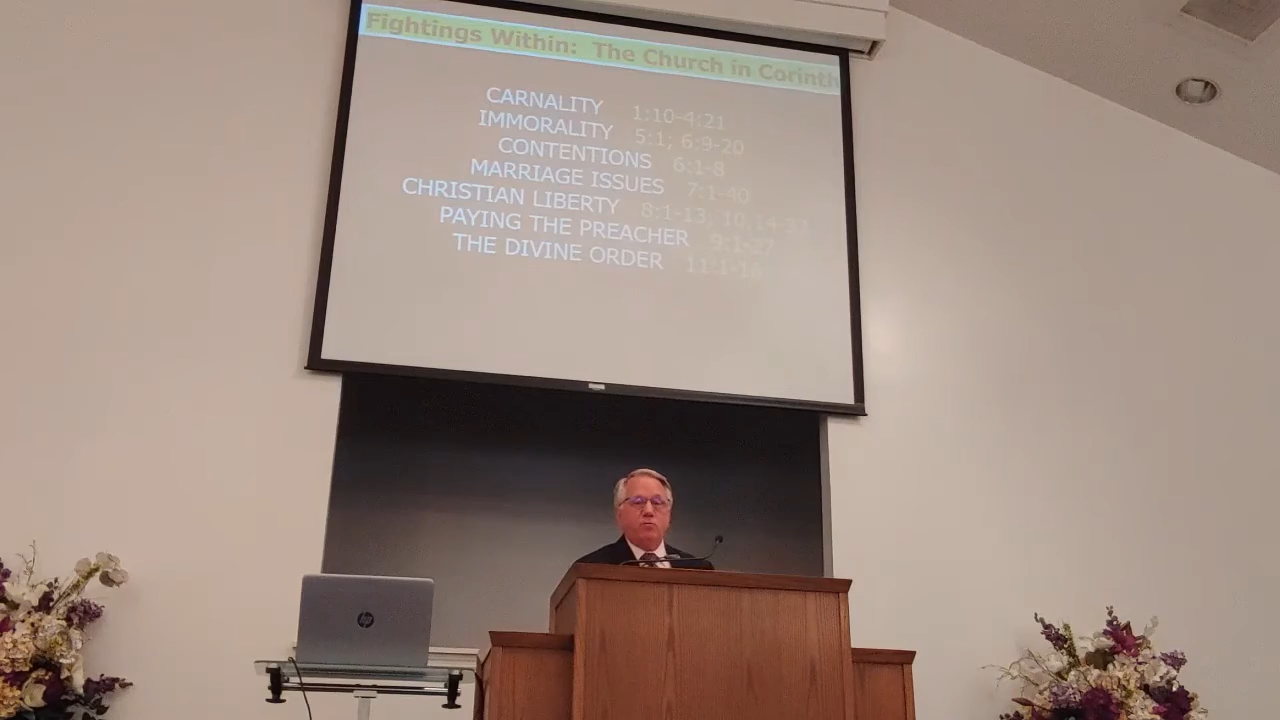 Fightings Within: The Church in Corinth
CARNALITY 1:10-4:21
IMMORALITY 5:1; 6:9-20
CONTENTIONS 6:1-8
MARRIAGE ISSUES 7:1-40
CHRISTIAN LIBERTY 8:1-13; 10:14-33
PAYING THE PREACHER 9:1-27
THE DIVINE ORDER 11:1-16
hp